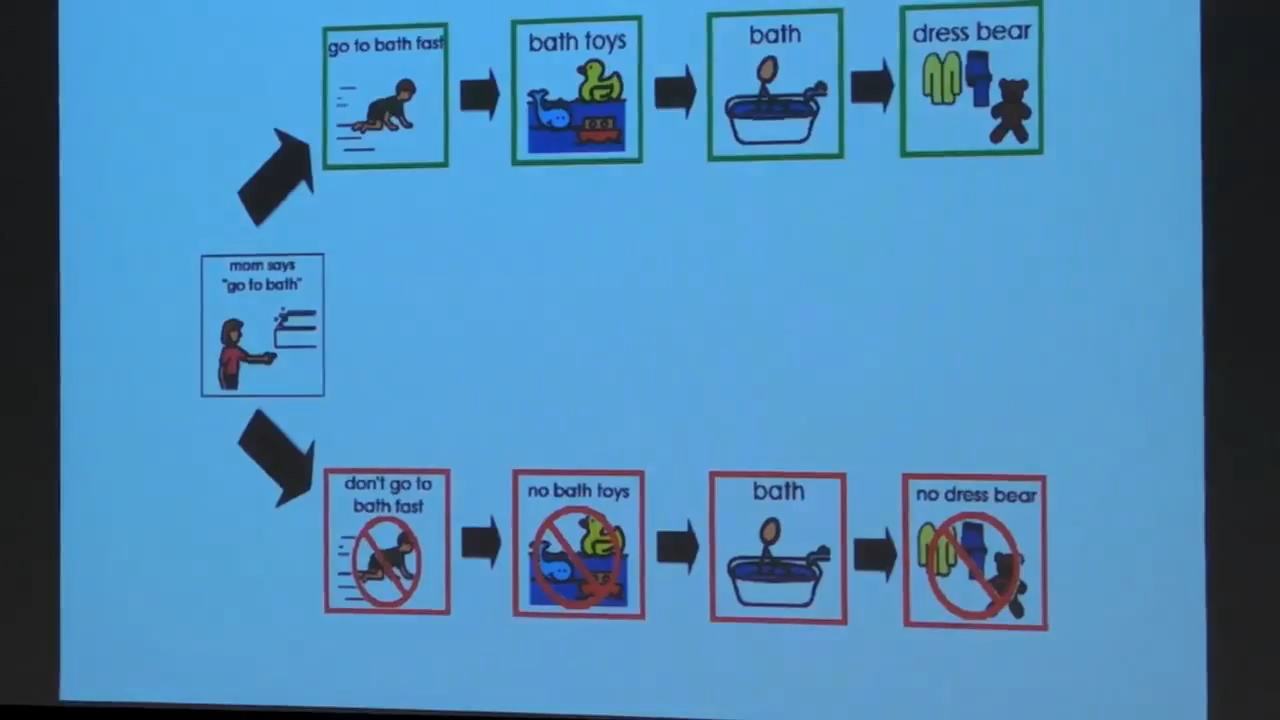 go to bath fast
bath toys
bath
dress bear
mom says
"go to bath"
don't go to
bath fast
no bath toys
bath
no dress bear